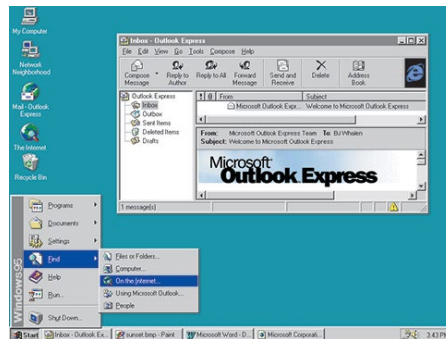 My Computer
Network
Neighborhood
Mail - Outlook
Express
The Internet
Recycle Bin
Inbox - Outlook Express
File Edit View Go Tools Compose Help
Compose Message
Reply to Author
Reply to All
Forward Message
Send and Receive
Delete
Address Book
Outlook Express
Inbox
Outbox
Sent Items
Deleted Items
Drafts
! From Subject
Microsoft Outlook Expr... Welcome to Microsoft Outlook Express
From: Microsoft Outlook Express Team To: BJ Whalen
Subject: Welcome to Microsoft Outlook Express
Microsoft
Outlook Express
1 message(s)
Windows95
Programs
Documents
Settings
Find
Help
Run...
Shut Down...
Files or Folders...
Computer...
On the Internet...
Using Microsoft Outlook...
People
Start
Inbox - Outlook Ex...
sunset.bmp - Paint
Microsoft Word - D...
Microsoft Corporati...
3:43 PM